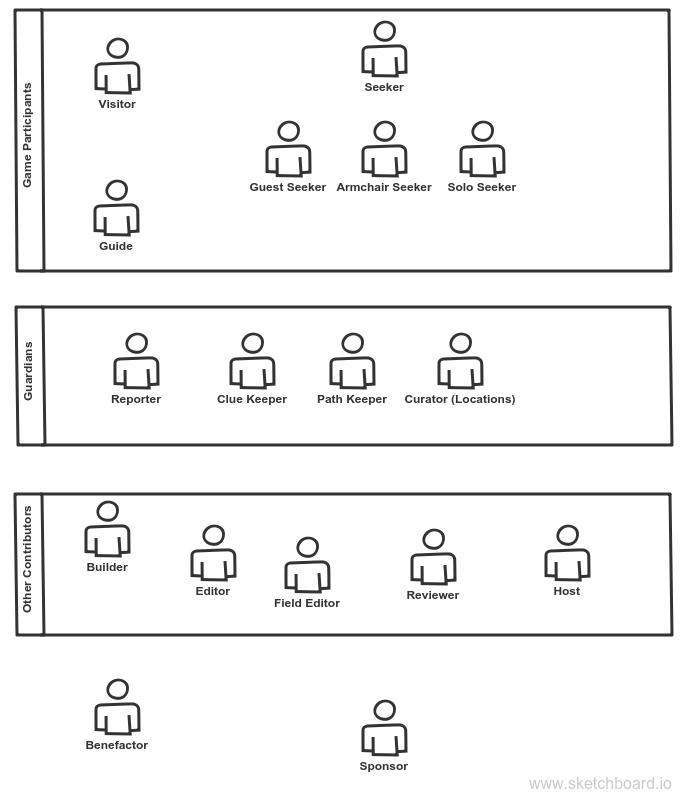 Game Participants
Visitor
Seeker
Guest Seeker
Armchair Seeker
Solo Seeker
Guide
Guardians
Reporter
Clue Keeper
Path Keeper
Curator (Locations)
Other Contributors
Builder
Editor
Field Editor
Reviewer
Host
Benefactor
Sponsor
www.sketchboard.io